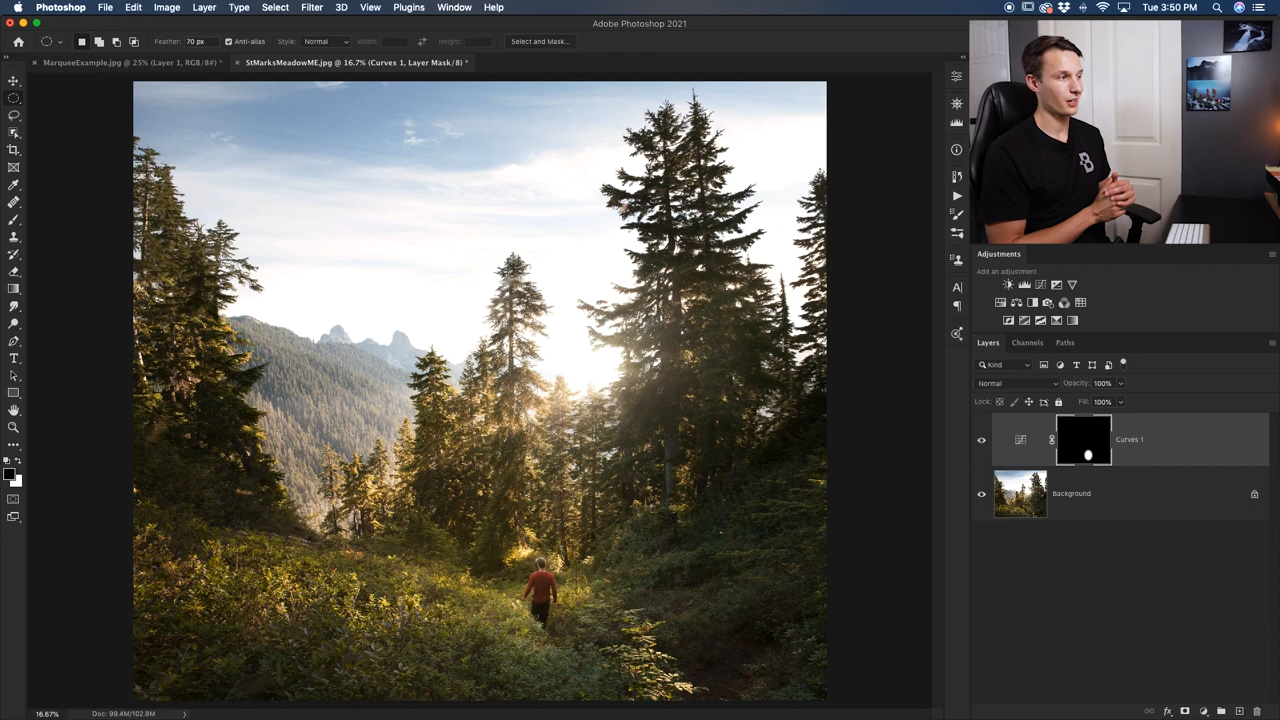 Photoshop File Edit Image Layer Type Select Filter 3D View Plugins Window Help
Tue 3:50 PM
Adobe Photoshop 2021
Feather: 70 px Anti-alias Style: Normal Width: Height: Select and Mask...
MarqueeExample.jpg @ 25% (Layer 1, RGB/8#) *
StMarksMeadowME.jpg @ 16.7% (Curves 1, Layer Mask/8) *
Adjustments
Add an adjustment
Layers Channels Paths
Kind
Normal Opacity: 100%
Lock: Fill: 100%
Curves 1
Background
16.67% Doc: 99.4M/102.8M